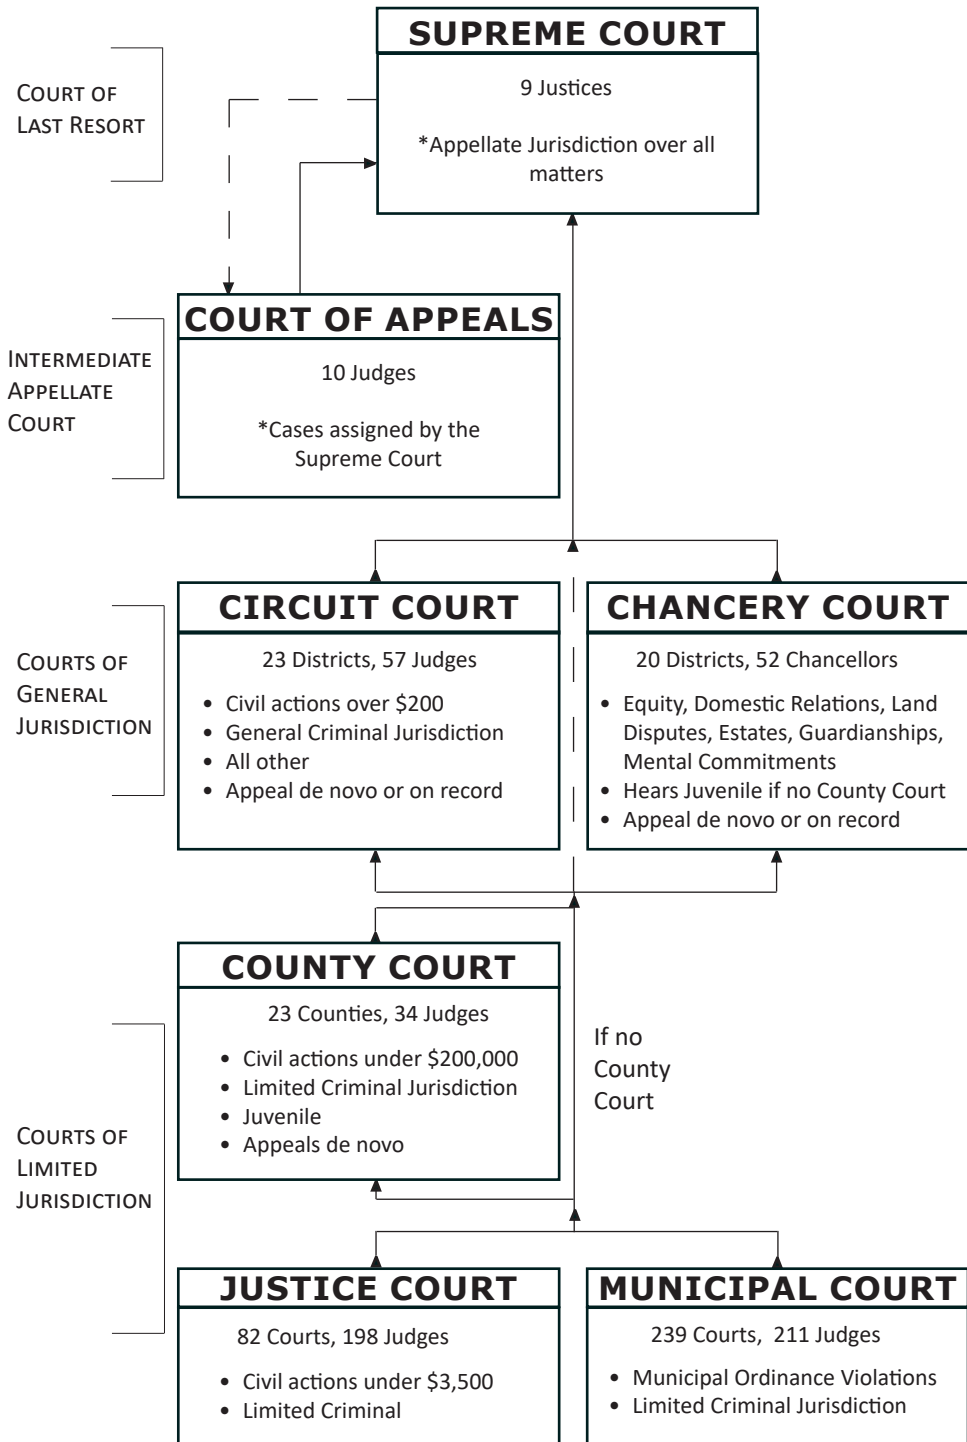 SUPREME COURT
9 Justices
*Appellate Jurisdiction over all
matters
COURT OF
LAST RESORT
COURT OF APPEALS
10 Judges
*Cases assigned by the
Supreme Court
INTERMEDIATE
APPELLATE
COURT
CIRCUIT COURT
23 Districts, 57 Judges
• Civil actions over $200
• General Criminal Jurisdiction
• All other
• Appeal de novo or on record
CHANCERY COURT
20 Districts, 52 Chancellors
• Equity, Domestic Relations, Land
Disputes, Estates, Guardianships,
Mental Commitments
• Hears Juvenile if no County Court
• Appeal de novo or on record
COURTS OF
GENERAL
JURISDICTION
COUNTY COURT
23 Counties, 34 Judges
• Civil actions under $200,000
• Limited Criminal Jurisdiction
• Juvenile
• Appeals de novo
If no
County
Court
COURTS OF
LIMITED
JURISDICTION
JUSTICE COURT
82 Courts, 198 Judges
• Civil actions under $3,500
• Limited Criminal
MUNICIPAL COURT
239 Courts,  211 Judges
• Municipal Ordinance Violations
• Limited Criminal Jurisdiction